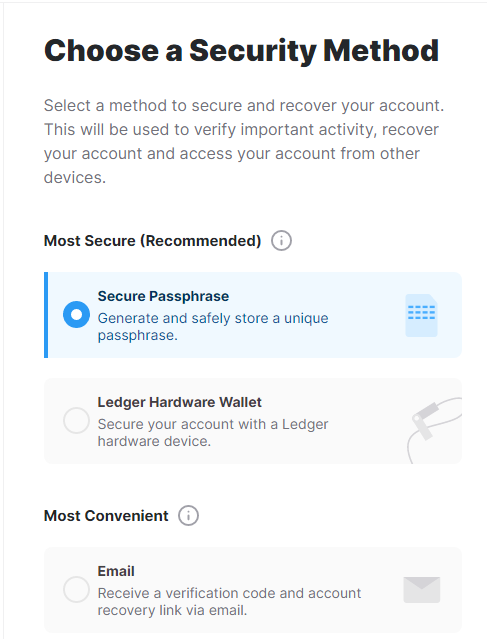 Choose a Security Method
Select a method to secure and recover your account.
This will be used to verify important activity, recover
your account and access your account from other
devices.
Most Secure (Recommended)
Secure Passphrase
Generate and safely store a unique
passphrase.
Ledger Hardware Wallet
Secure your account with a Ledger
hardware device.
Most Convenient
Email
Receive a verification code and account
recovery link via email.